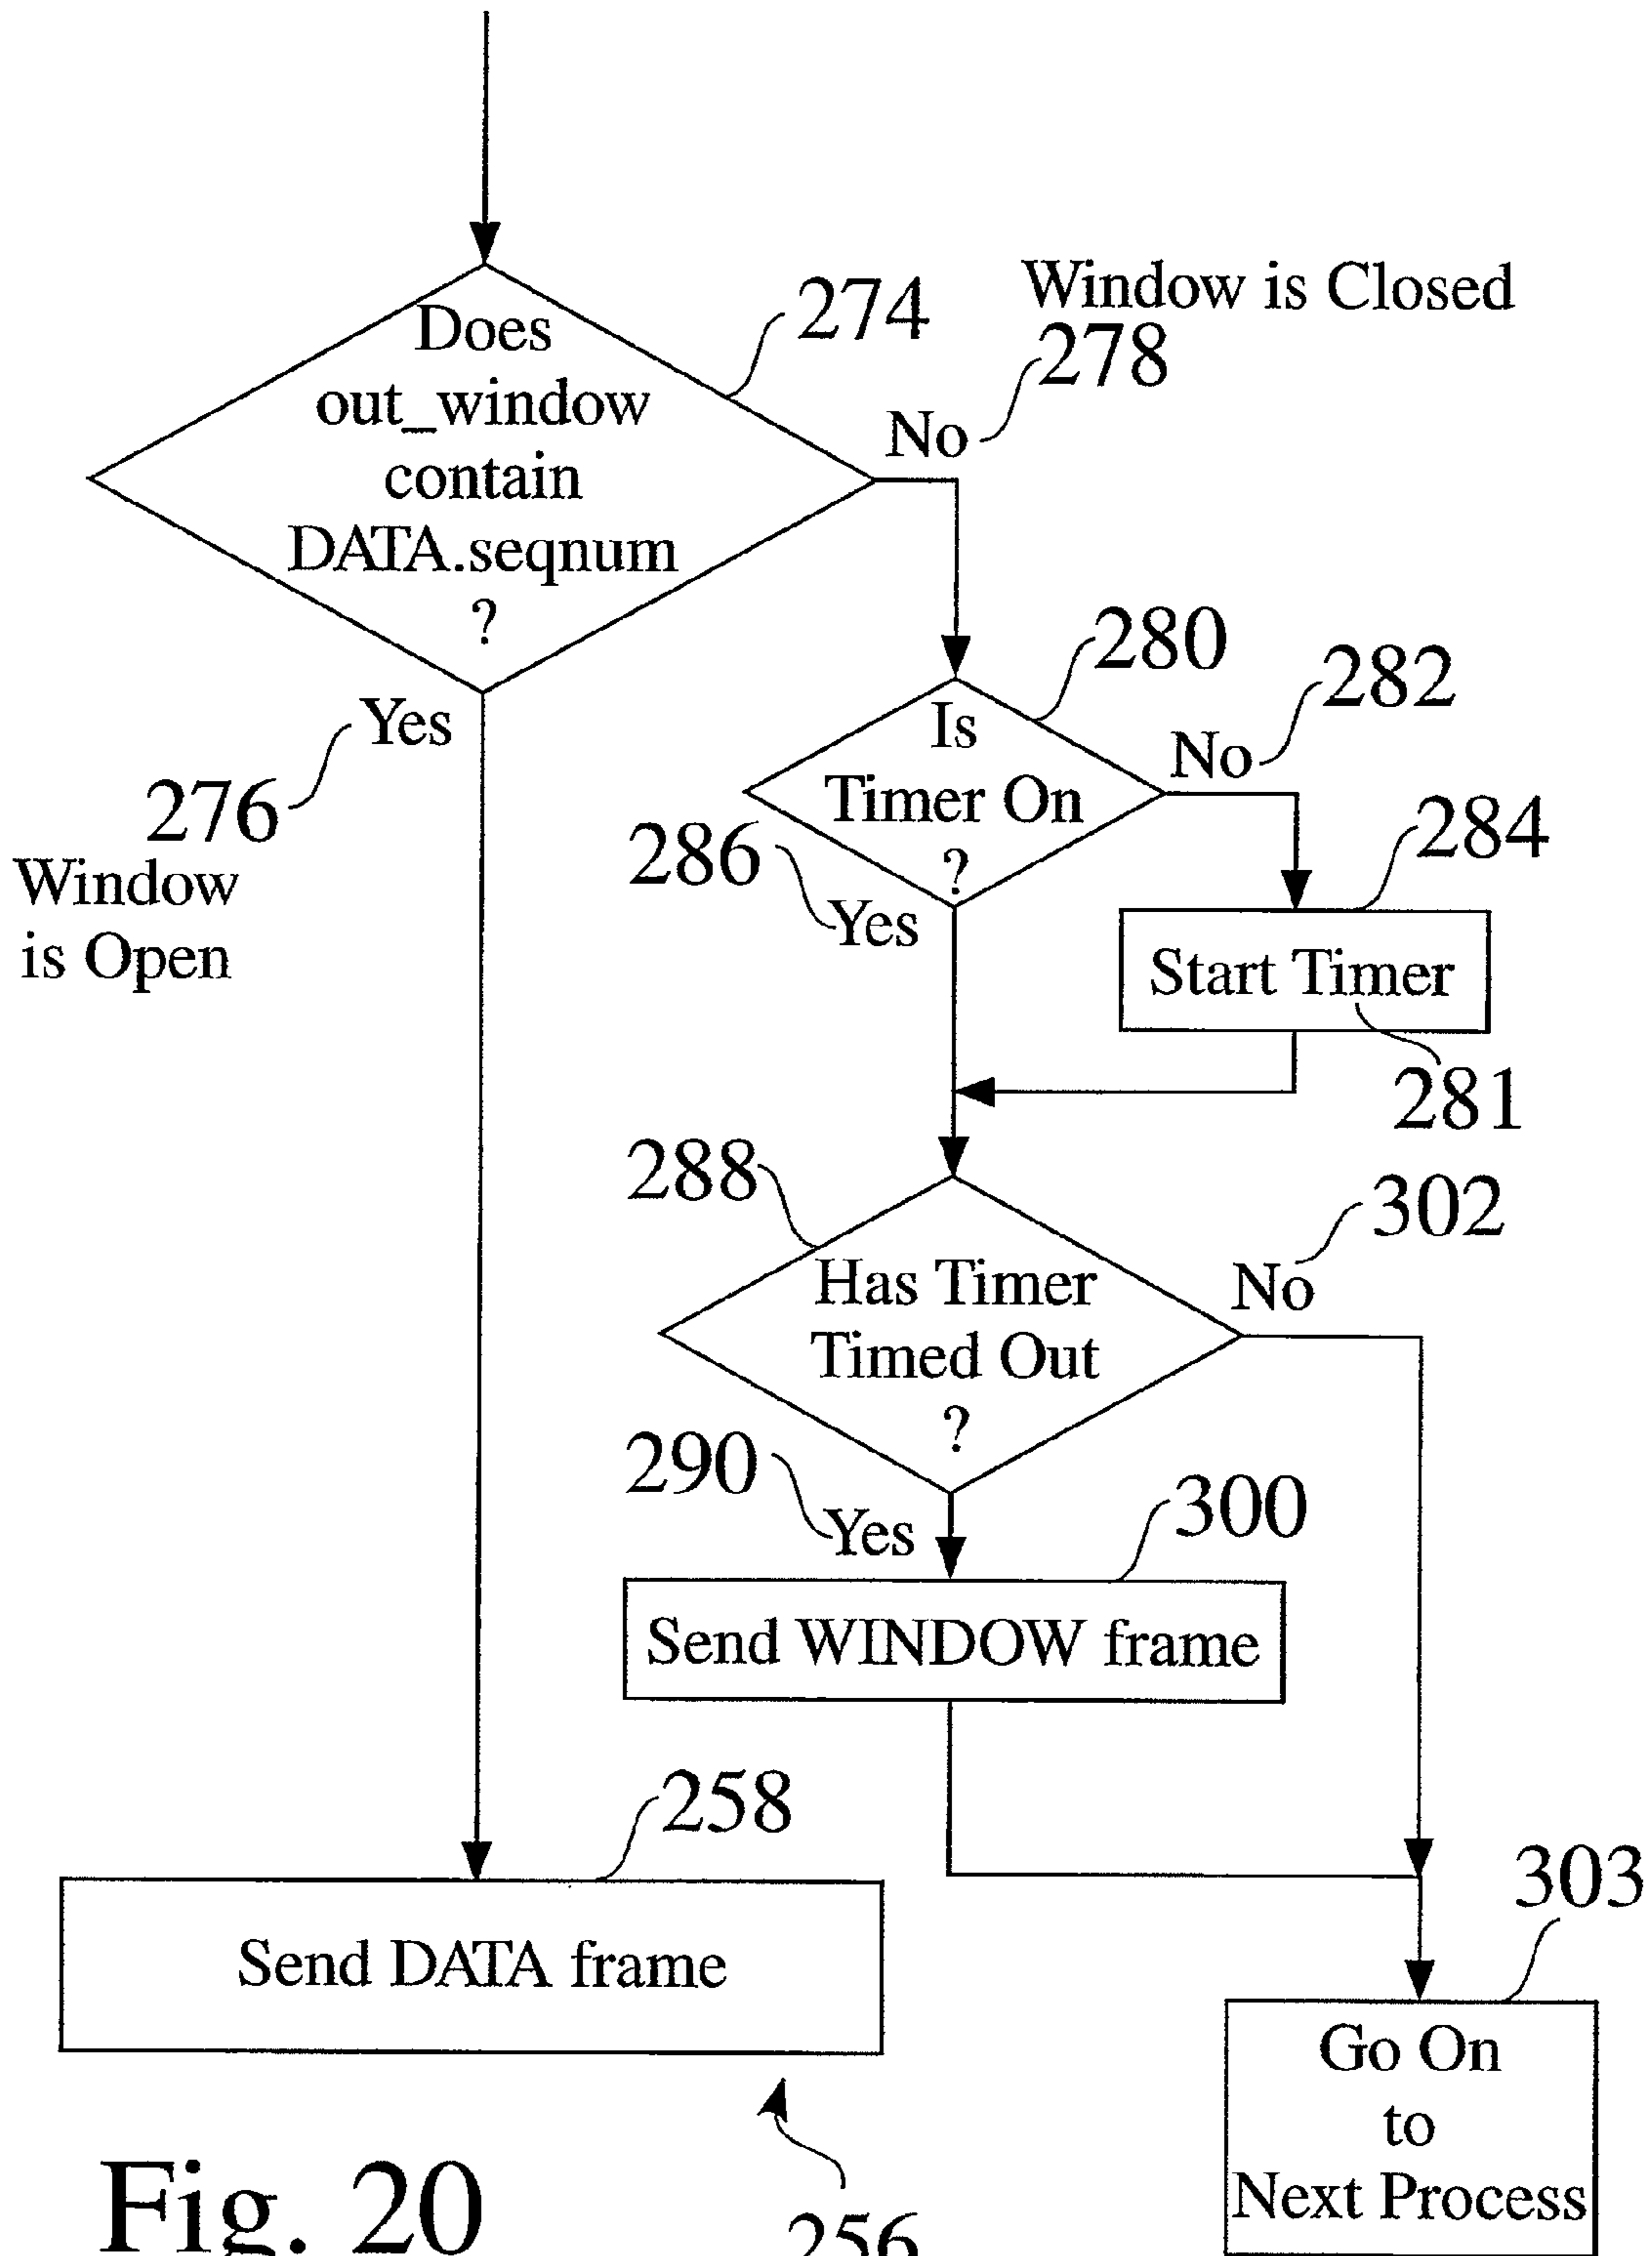 Does
out_window
contain
DATA.seqnum
?
274
Window is Closed
278
No
Yes
276
Window
is Open
Is
Timer On
?
280
No
282
286
Yes
284
Start Timer
281
288
Has Timer
Timed Out
?
302
No
290
Yes
300
Send WINDOW frame
258
Send DATA frame
303
Go On
to
Next Process
256
Fig. 20